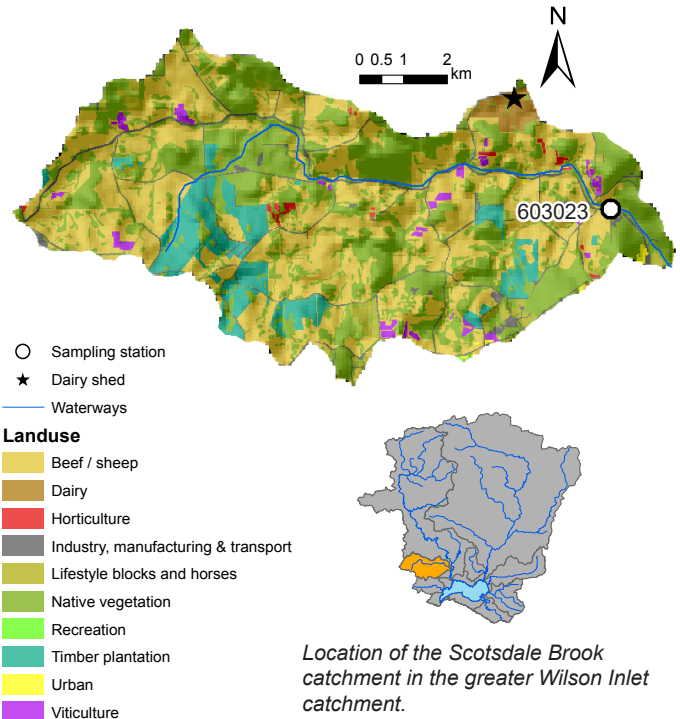 N
0 0.5 1 2
km
603023
Sampling station
Dairy shed
Waterways
Landuse
Beef / sheep
Dairy
Horticulture
Industry, manufacturing & transport
Lifestyle blocks and horses
Native vegetation
Recreation
Timber plantation
Urban
Viticulture
Location of the Scotsdale Brook
catchment in the greater Wilson Inlet
catchment.